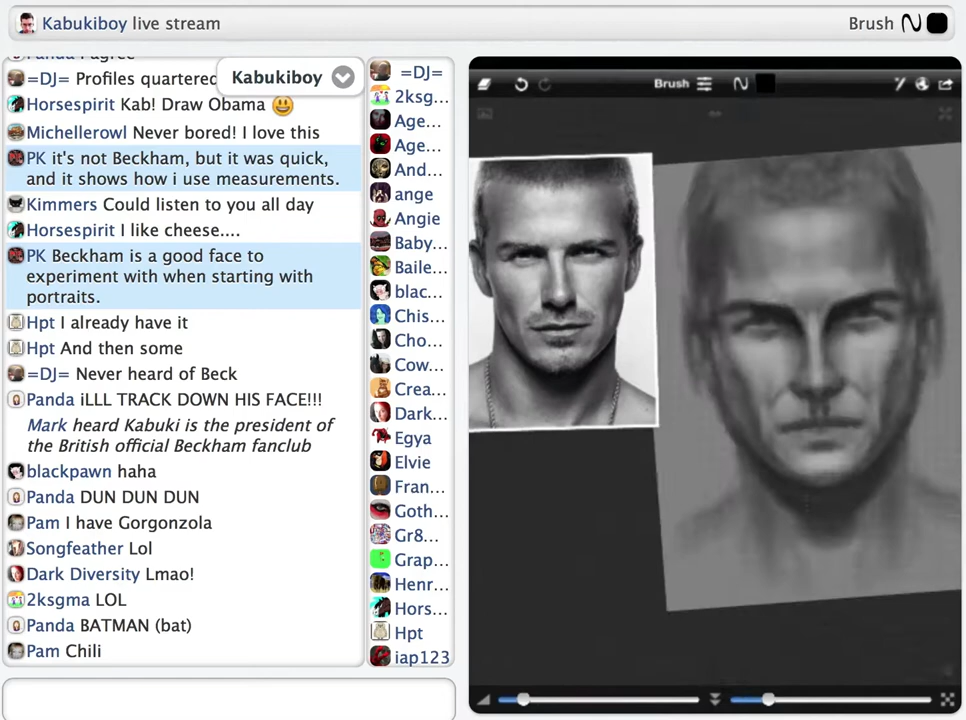 Kabukiboy live stream
Brush
Panda I agree
=DJ= Profiles quartered
Kabukiboy
Horsespirit Kab! Draw Obama
Michellerowl Never bored! I love this
PK it's not Beckham, but it was quick,
and it shows how i use measurements.
Kimmers Could listen to you all day
Horsespirit I like cheese....
PK Beckham is a good face to
experiment with when starting with
portraits.
Hpt I already have it
Hpt And then some
=DJ= Never heard of Beck
Panda iLLL TRACK DOWN HIS FACE!!!
Mark heard Kabuki is the president of
the British official Beckham fanclub
blackpawn haha
Panda DUN DUN DUN
Pam I have Gorgonzola
Songfeather Lol
Dark Diversity Lmao!
2ksgma LOL
Panda BATMAN (bat)
Pam Chili
=DJ=
2ksg...
Age...
Age...
And...
ange
Angie
Baby...
Baile...
blac...
Chis...
Cho...
Cow...
Crea...
Dark...
Egya
Elvie
Fran...
Goth...
Gr8...
Grap...
Henr...
Hors...
Hpt
iap123
Brush